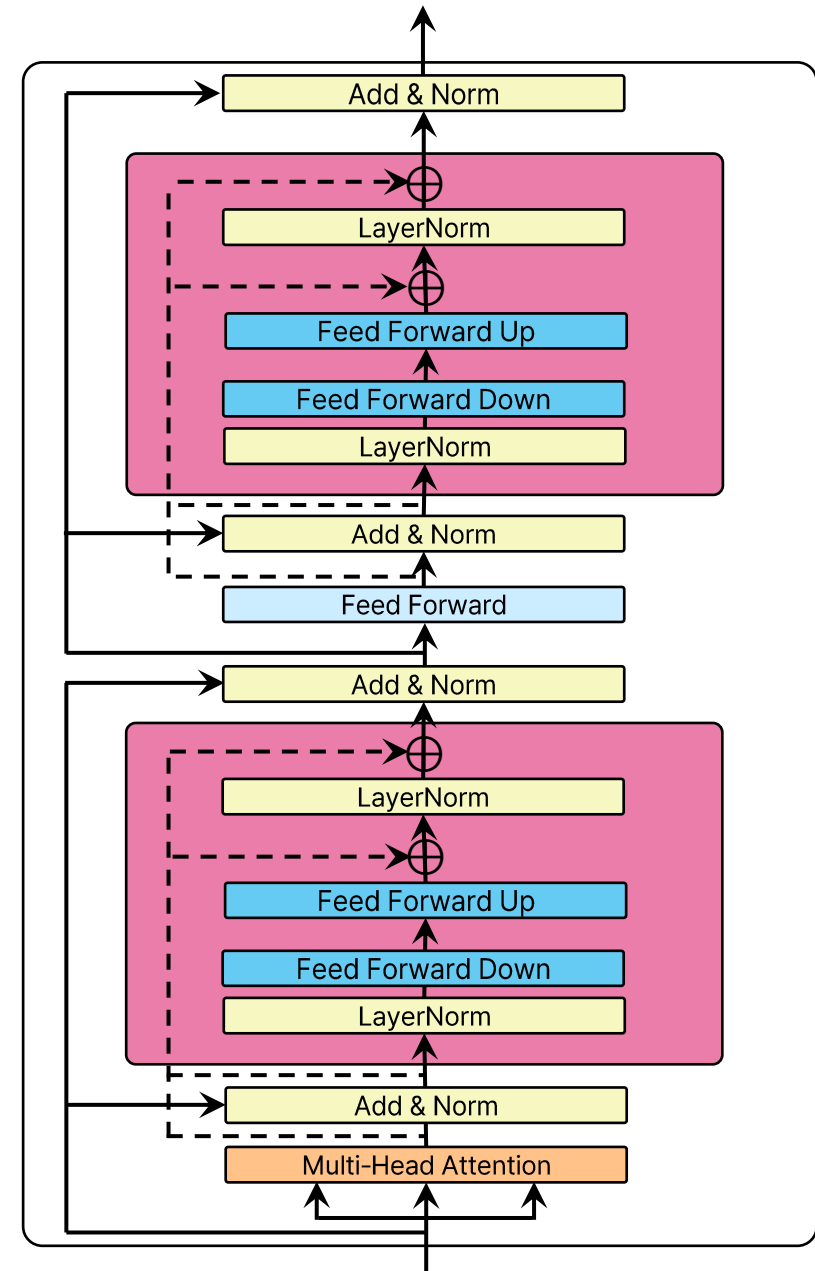 Add & Norm
LayerNorm
Feed Forward Up
Feed Forward Down
LayerNorm
Add & Norm
Feed Forward
Add & Norm
LayerNorm
Feed Forward Up
Feed Forward Down
LayerNorm
Add & Norm
Multi-Head Attention